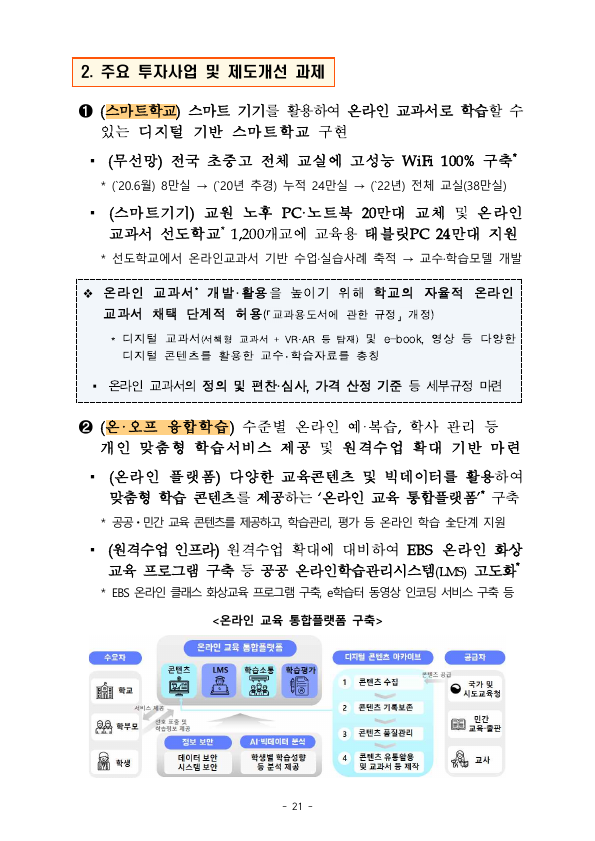 2. 주요 투자사업 및 제도개선 과제
❶ (스마트학교) 스마트 기기를 활용하여 온라인 교과서로 학습할 수
있는 디지털 기반 스마트학교 구현
▪ (무선망) 전국 초중고 전체 교실에 고성능 WiFi 100% 구축*
* (`20.6월) 8만실 → (`20년 추경) 누적 24만실 → (`22년) 전체 교실(38만실)
▪ (스마트기기) 교원 노후 PC·노트북 20만대 교체 및 온라인
교과서 선도학교* 1,200개교에 교육용 태블릿PC 24만대 지원
* 선도학교에서 온라인교과서 기반 수업·실습사례 축적 → 교수·학습모델 개발
❖ 온라인 교과서* 개발·활용을 높이기 위해 학교의 자율적 온라인
교과서 채택 단계적 허용(「교과용도서에 관한 규정」 개정)
* 디지털 교과서(서책형 교과서 + VR·AR 등 탑재) 및 e-book, 영상 등 다양한
디지털 콘텐츠를 활용한 교수·학습자료를 총칭
▪ 온라인 교과서의 정의 및 편찬·심사, 가격 산정 기준 등 세부규정 마련
❷ (온·오프 융합학습) 수준별 온라인 예·복습, 학사 관리 등
개인 맞춤형 학습서비스 제공 및 원격수업 확대 기반 마련
▪ (온라인 플랫폼) 다양한 교육콘텐츠 및 빅데이터를 활용하여
맞춤형 학습 콘텐츠를 제공하는 ‘온라인 교육 통합플랫폼’* 구축
* 공공·민간 교육 콘텐츠를 제공하고, 학습관리, 평가 등 온라인 학습 全단계 지원
▪ (원격수업 인프라) 원격수업 확대에 대비하여 EBS 온라인 화상
교육 프로그램 구축 등 공공 온라인학습관리시스템(LMS) 고도화*
* EBS 온라인 클래스 화상교육 프로그램 구축, e학습터 동영상 인코딩 서비스 구축 등
<온라인 교육 통합플랫폼 구축>
수요자
학교
학부모
학생
서비스 제공
온라인 교육 통합플랫폼
콘텐츠 LMS 학습소통 학습평가
선호 표출 및
학습정보 제공
정보 보안
데이터 보안
시스템 보안
AI·빅데이터 분석
학생별 학습성향
등 분석 제공
디지털 콘텐츠 아카이브
1 콘텐츠 수집
2 콘텐츠 기록보존
3 콘텐츠 품질관리
4 콘텐츠 유통활용
및 교과서 등 제작
콘텐츠 공급
공급자
국가 및
시도교육청
민간
교육·출판
교사
- 21 -